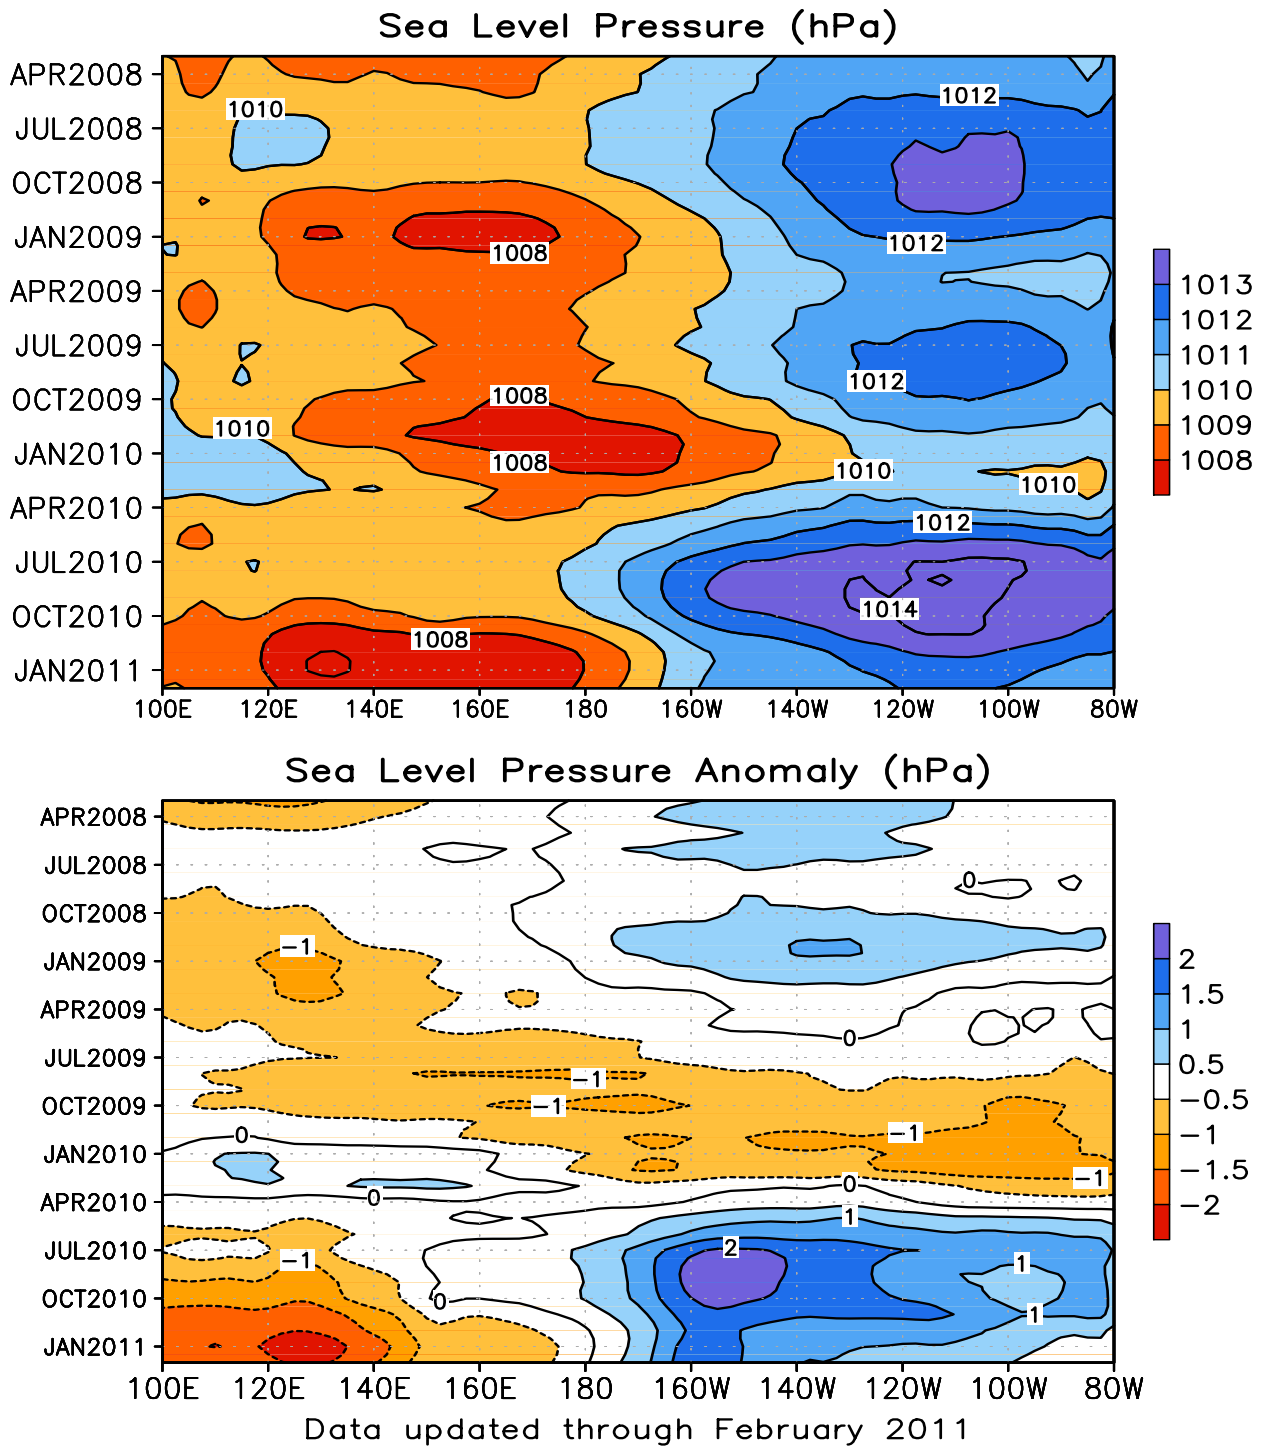 Sea Level Pressure (hPa)
APR2008
JUL2008
OCT2008
JAN2009
APR2009
JUL2009
OCT2009
JAN2010
APR2010
JUL2010
OCT2010
JAN2011
1012
1010
1012
1008
1012
1008
1010
1008
1010
1010
1012
1014
1008
100E 120E 140E 160E 180 160W 140W 120W 100W 80W
1013
1012
1011
1010
1009
1008
Sea Level Pressure Anomaly (hPa)
APR2008
JUL2008
OCT2008
JAN2009
APR2009
JUL2009
OCT2009
JAN2010
APR2010
JUL2010
OCT2010
JAN2011
0
−1
0
−1
−1
−1
0
−1
0
0
1
2
−1
1
0
1
100E 120E 140E 160E 180 160W 140W 120W 100W 80W
2
1.5
1
0.5
−0.5
−1
−1.5
−2
Data updated through February 2011